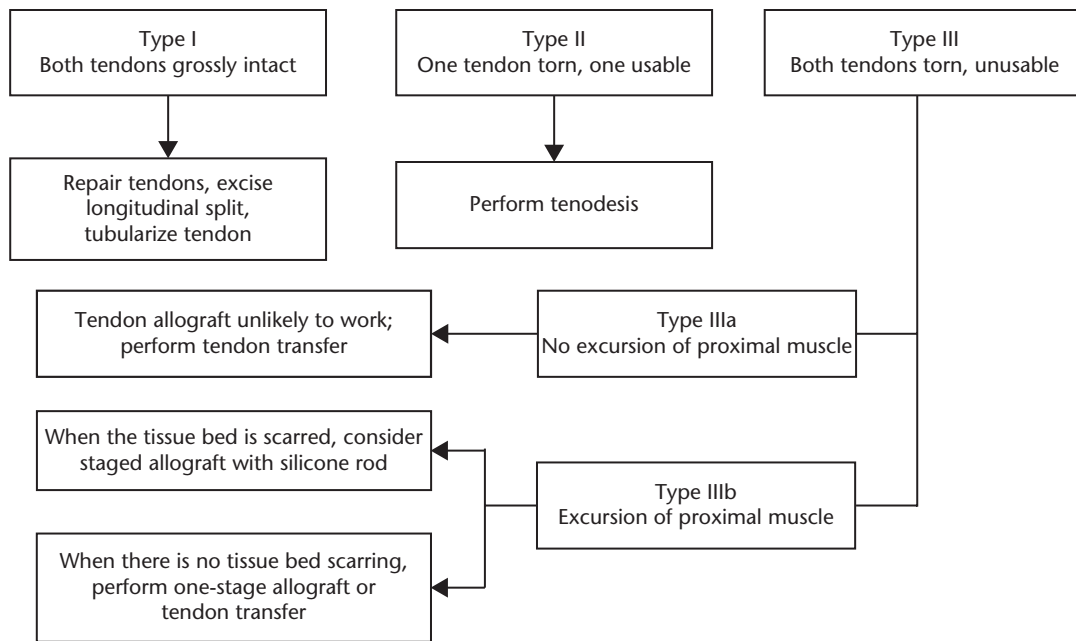 Type I
Both tendons grossly intact
Type II
One tendon torn, one usable
Type III
Both tendons torn, unusable
Repair tendons, excise
longitudinal split,
tubularize tendon
Perform tenodesis
Tendon allograft unlikely to work;
perform tendon transfer
Type IIIa
No excursion of proximal muscle
When the tissue bed is scarred, consider
staged allograft with silicone rod
Type IIIb
Excursion of proximal muscle
When there is no tissue bed scarring,
perform one-stage allograft or
tendon transfer